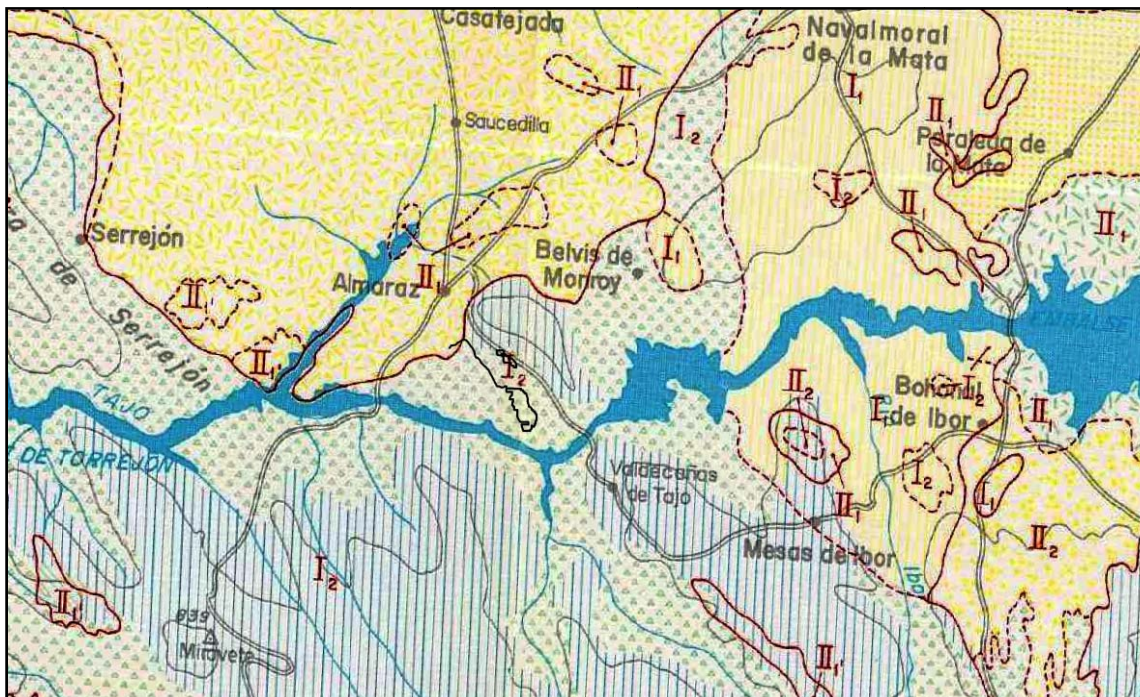 Casatejada
Navalmoral
de la Mata
II₁
I₁
II₁
Saucedilla
I₂
Peraleda de
la Mata
I₂
II₁
II₁
Serrejón
Belvis de
Monroy
I₁
Almaraz
II₁
II
de
Serrejón
EMBALSE
II₁
I₂
TAJO
II₂
Bohonal
de Ibor
I₂
I₁
II₁
DE TORREJÓN
Valdecañas
de Tajo
I₂
I₁
II₁
Mesas de Ibor
II₂
I₂
Ibor
II₁
839
Miravete
II₁